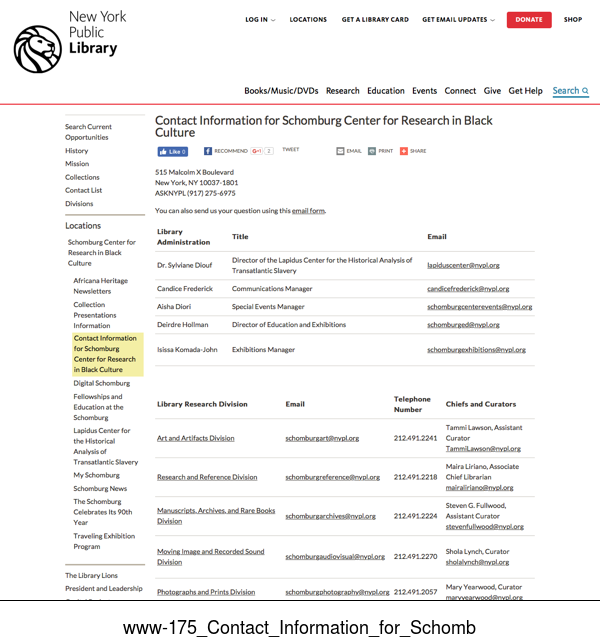 New York
Public
Library
LOG IN LOCATIONS GET A LIBRARY CARD GET EMAIL UPDATES DONATE SHOP
Books/Music/DVDs Research Education Events Connect Give Get Help Search
Search Current
Opportunities
History
Mission
Collections
Contact List
Divisions
Locations
Schomburg Center for
Research in Black
Culture
Africana Heritage
Newsletters
Collection
Presentations
Information
Contact Information
for Schomburg
Center for Research
in Black Culture
Digital Schomburg
Fellowships and
Education at the
Schomburg
Lapidus Center for
the Historical
Analysis of
Transatlantic Slavery
My Schomburg
Schomburg News
The Schomburg
Celebrates Its 90th
Year
Traveling Exhibition
Program
The Library Lions
President and Leadership
Contact Information for Schomburg Center for Research in Black
Culture
Like 0 RECOMMEND G+1 2 TWEET EMAIL PRINT SHARE
515 Malcolm X Boulevard
New York, NY 10037-1801
ASKNYPL (917) 275-6975
You can also send us your question using this email form.
Library
Administration Title Email
Dr. Sylviane Diouf Director of the Lapidus Center for the Historical Analysis of
Transatlantic Slavery lapiduscenter@nypl.org
Candice Frederick Communications Manager candicefrederick@nypl.org
Aisha Diori Special Events Manager schomburgcenterevents@nypl.org
Deirdre Hollman Director of Education and Exhibitions schomburged@nypl.org
Isissa Komada-John Exhibitions Manager schomburgexhibitions@nypl.org
Library Research Division Email Telephone
Number Chiefs and Curators
Art and Artifacts Division schomburgart@nypl.org 212.491.2241 Tammi Lawson, Assistant
Curator
TammiLawson@nypl.org
Research and Reference Division schomburgreference@nypl.org 212.491.2218 Maira Liriano, Associate
Chief Librarian
mairaliriano@nypl.org
Manuscripts, Archives, and Rare Books
Division schomburgarchives@nypl.org 212.491.2224 Steven G. Fullwood,
Assistant Curator
stevenfullwood@nypl.org
Moving Image and Recorded Sound
Division schomburgaudiovisual@nypl.org 212.491.2270 Shola Lynch, Curator
sholalynch@nypl.org
Photographs and Prints Division schomburgphotography@nypl.org 212.491.2057 Mary Yearwood, Curator
maryyearwood@nypl.org
www-175_Contact_Information_for_Schomb